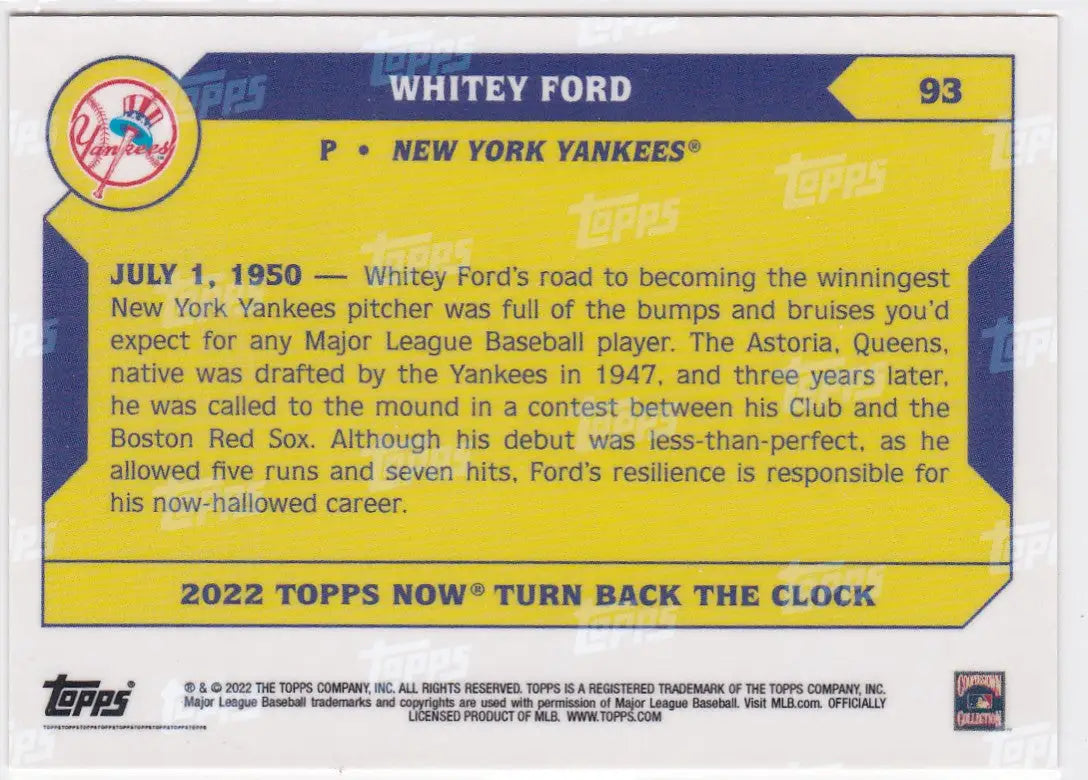 WHITEY FORD
93
Yankees
P • NEW YORK YANKEES®
JULY 1, 1950 — Whitey Ford's road to becoming the winningest
New York Yankees pitcher was full of the bumps and bruises you'd
expect for any Major League Baseball player. The Astoria, Queens,
native was drafted by the Yankees in 1947, and three years later,
he was called to the mound in a contest between his Club and the
Boston Red Sox. Although his debut was less-than-perfect, as he
allowed five runs and seven hits, Ford's resilience is responsible for
his now-hallowed career.
2022 TOPPS NOW® TURN BACK THE CLOCK
Topps®
® & © 2022 THE TOPPS COMPANY, INC. ALL RIGHTS RESERVED. TOPPS IS A REGISTERED TRADEMARK OF THE TOPPS COMPANY, INC.
Major League Baseball trademarks and copyrights are used with permission of Major League Baseball. Visit MLB.com. OFFICIALLY
LICENSED PRODUCT OF MLB. WWW.TOPPS.COM
COOPERSTOWN
COLLECTION